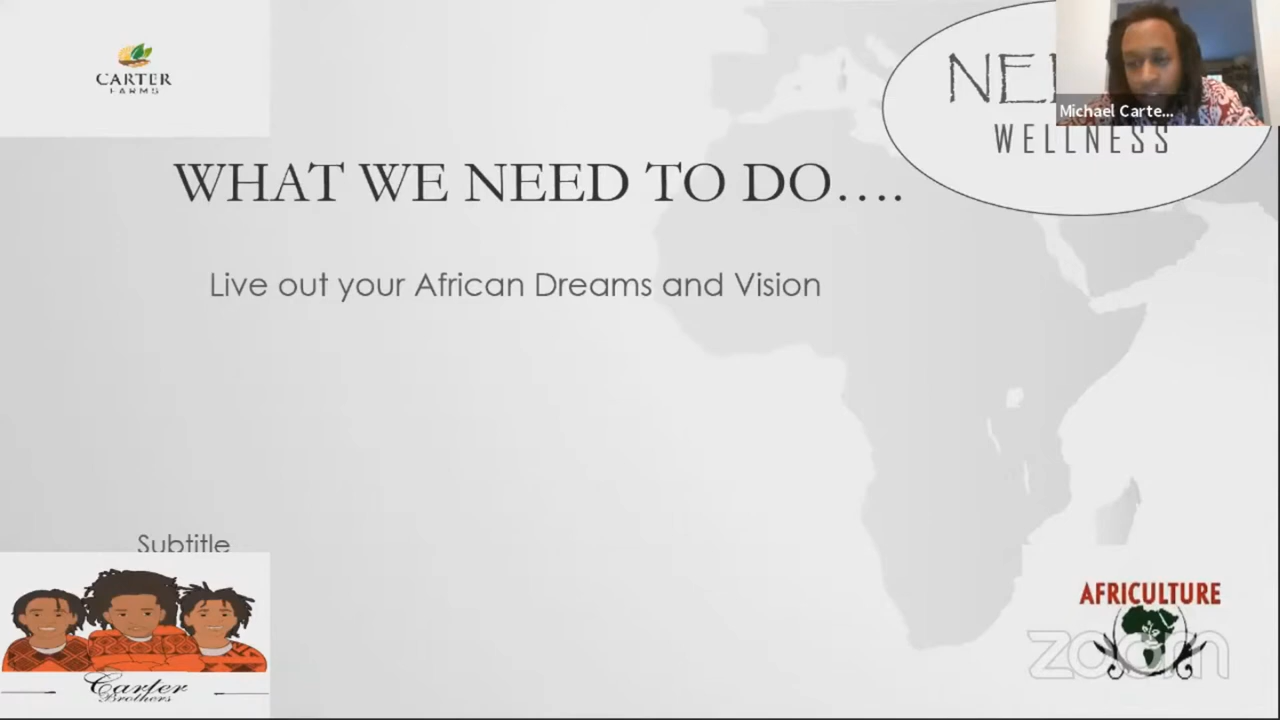 CARTER
FARMS
Michael Carte...
WELLNESS
WHAT WE NEED TO DO....
Live out your African Dreams and Vision
Subtitle
Carter
Brothers
AFRICULTURE
zoom